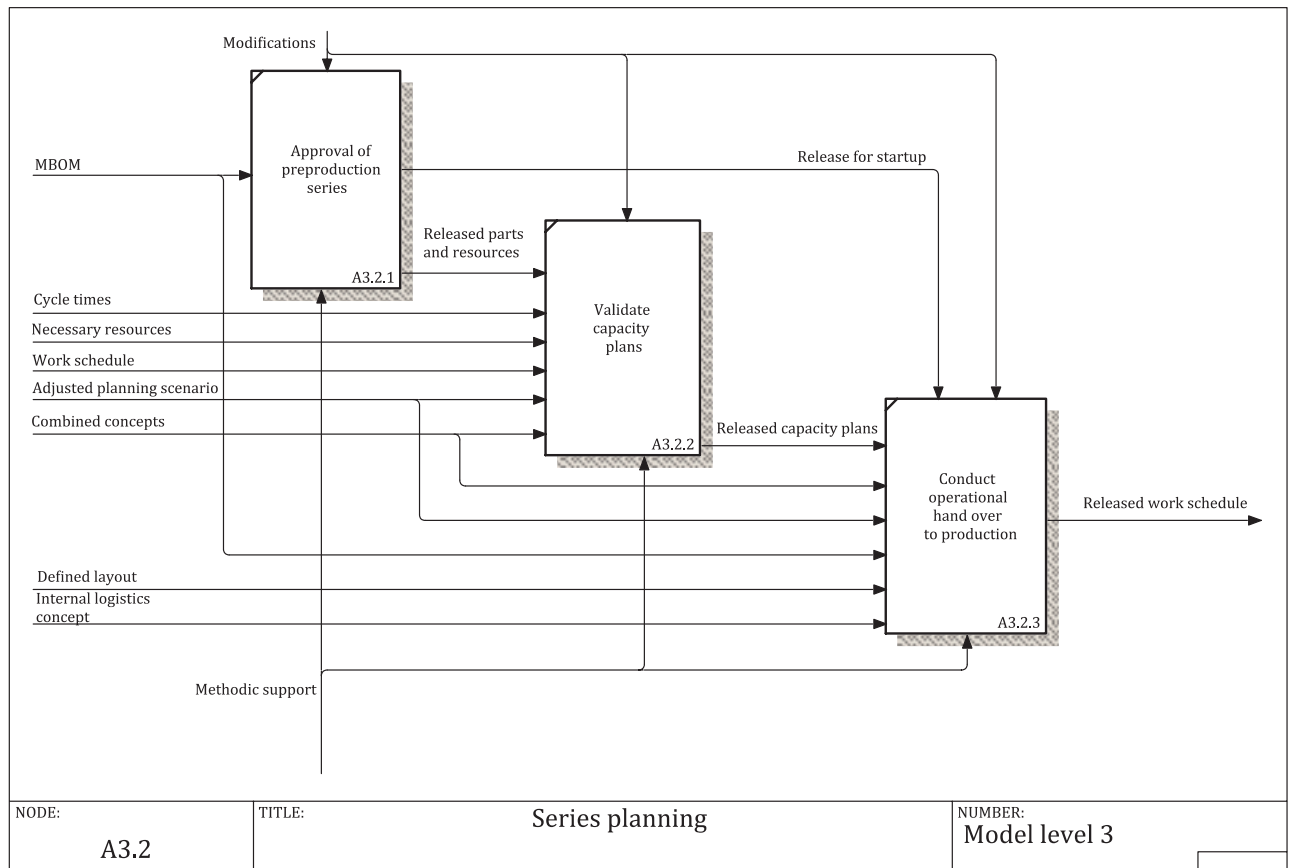 Modifications
MBOM
Approval of
preproduction
series
A3.2.1
Release for startup
Released parts
and resources
Cycle times
Necessary resources
Work schedule
Adjusted planning scenario
Combined concepts
Validate
capacity
plans
A3.2.2
Released capacity plans
Conduct
operational
hand over
to production
A3.2.3
Released work schedule
Defined layout
Internal logistics
concept
Methodic support
NODE:
A3.2
TITLE:
Series planning
NUMBER:
Model level 3